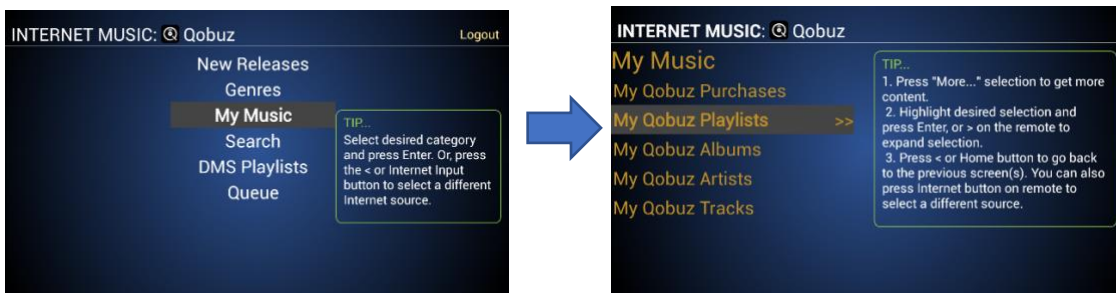 INTERNET MUSIC: Qobuz
Logout
New Releases
Genres
My Music
Search
DMS Playlists
Queue
TIP...
Select desired category
and press Enter. Or, press
the < or Internet Input
button to select a different
Internet source.
INTERNET MUSIC: Qobuz
My Music
My Qobuz Purchases
My Qobuz Playlists >>
My Qobuz Albums
My Qobuz Artists
My Qobuz Tracks
TIP...
1. Press "More..." selection to get more
content.
2. Highlight desired selection and
press Enter, or > on the remote to
expand selection.
3. Press < or Home button to go back
to the previous screen(s). You can also
press Internet button on remote to
select a different source.